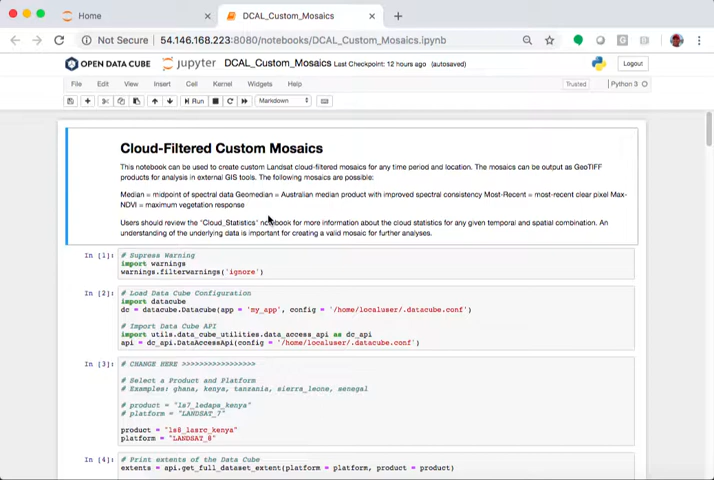 Home
DCAL_Custom_Mosaics
Not Secure
54.146.168.223:8080/notebooks/DCAL_Custom_Mosaics.ipynb
OPEN DATA CUBE
jupyter DCAL_Custom_Mosaics Last Checkpoint: 12 hours ago (autosaved)
Logout
File Edit View Insert Cell Kernel Widgets Help
Trusted
Python 3
Run
Markdown
Cloud-Filtered Custom Mosaics
This notebook can be used to create custom Landsat cloud-filtered mosaics for any time period and location. The mosaics can be output as GeoTIFF
products for analysis in external GIS tools. The following mosaics are possible:
Median = midpoint of spectral data Geomedian = Australian median product with improved spectral consistency Most-Recent = most-recent clear pixel Max-
NDVI = maximum vegetation response
Users should review the "Cloud_Statistics" notebook for more information about the cloud statistics for any given temporal and spatial combination. An
understanding of the underlying data is important for creating a valid mosaic for further analyses.
In [1]:
# Supress Warning
import warnings
warnings.filterwarnings('ignore')
In [2]:
# Load Data Cube Configuration
import datacube
dc = datacube.Datacube(app = 'my_app', config = '/home/localuser/.datacube.conf')
# Import Data Cube API
import utils.data_cube_utilities.data_access_api as dc_api
api = dc_api.DataAccessApi(config = '/home/localuser/.datacube.conf')
In [3]:
# CHANGE HERE >>>>>>>>>>>>>>>>>
# Select a Product and Platform
# Examples: ghana, kenya, tanzania, sierra_leone, senegal
# product = "ls7_ledaps_kenya"
# platform = "LANDSAT_7"
product = "ls8_lasrc_kenya"
platform = "LANDSAT_8"
In [4]:
# Print extents of the Data Cube
extents = api.get_full_dataset_extent(platform = platform, product = product)